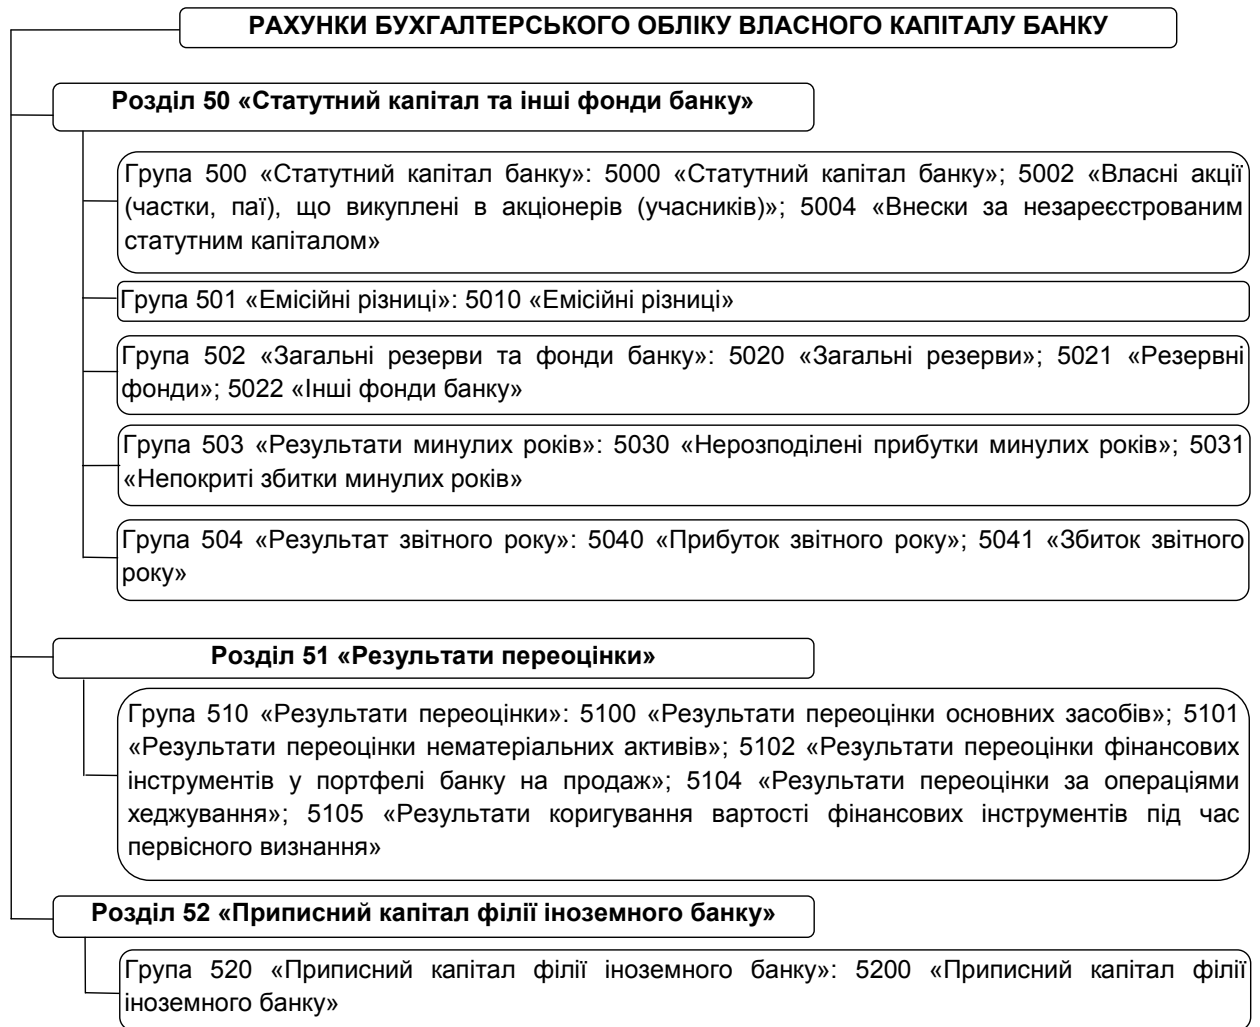 РАХУНКИ БУХГАЛТЕРСЬКОГО ОБЛІКУ ВЛАСНОГО КАПІТАЛУ БАНКУ
Розділ 50 «Статутний капітал та інші фонди банку»
Група 500 «Статутний капітал банку»: 5000 «Статутний капітал банку»; 5002 «Власні акції
(частки, паї), що викуплені в акціонерів (учасників)»; 5004 «Внески за незареєстрованим
статутним капіталом»
Група 501 «Емісійні різниці»: 5010 «Емісійні різниці»
Група 502 «Загальні резерви та фонди банку»: 5020 «Загальні резерви»; 5021 «Резервні
фонди»; 5022 «Інші фонди банку»
Група 503 «Результати минулих років»: 5030 «Нерозподілені прибутки минулих років»; 5031
«Непокриті збитки минулих років»
Група 504 «Результат звітного року»: 5040 «Прибуток звітного року»; 5041 «Збиток звітного
року»
Розділ 51 «Результати переоцінки»
Група 510 «Результати переоцінки»: 5100 «Результати переоцінки основних засобів»; 5101
«Результати переоцінки нематеріальних активів»; 5102 «Результати переоцінки фінансових
інструментів у портфелі банку на продаж»; 5104 «Результати переоцінки за операціями
хеджування»; 5105 «Результати коригування вартості фінансових інструментів під час
первісного визнання»
Розділ 52 «Приписний капітал філії іноземного банку»
Група 520 «Приписний капітал філії іноземного банку»: 5200 «Приписний капітал філії
іноземного банку»